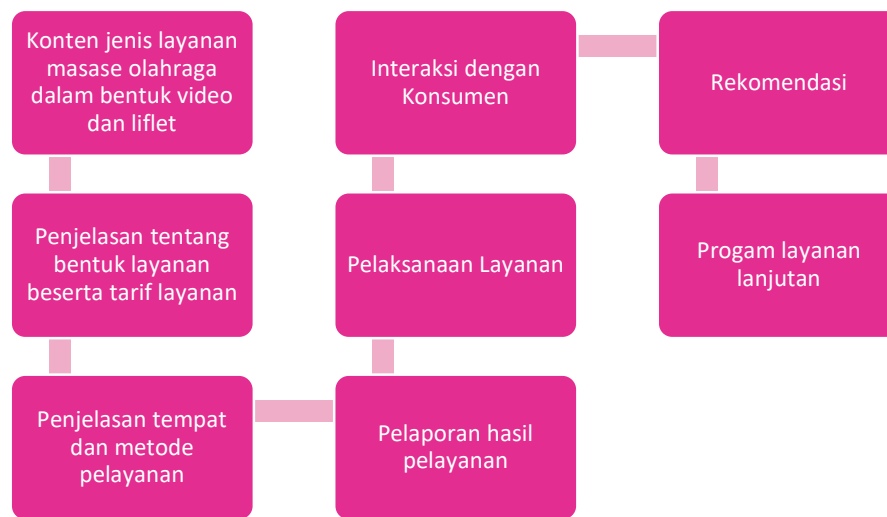 Konten jenis layanan
masase olahraga
dalam bentuk video
dan liflet
Penjelasan tentang
bentuk layanan
beserta tarif layanan
Penjelasan tempat
dan metode
pelayanan
Pelaporan hasil
pelayanan
Pelaksanaan Layanan
Interaksi dengan
Konsumen
Rekomendasi
Progam layanan
lanjutan